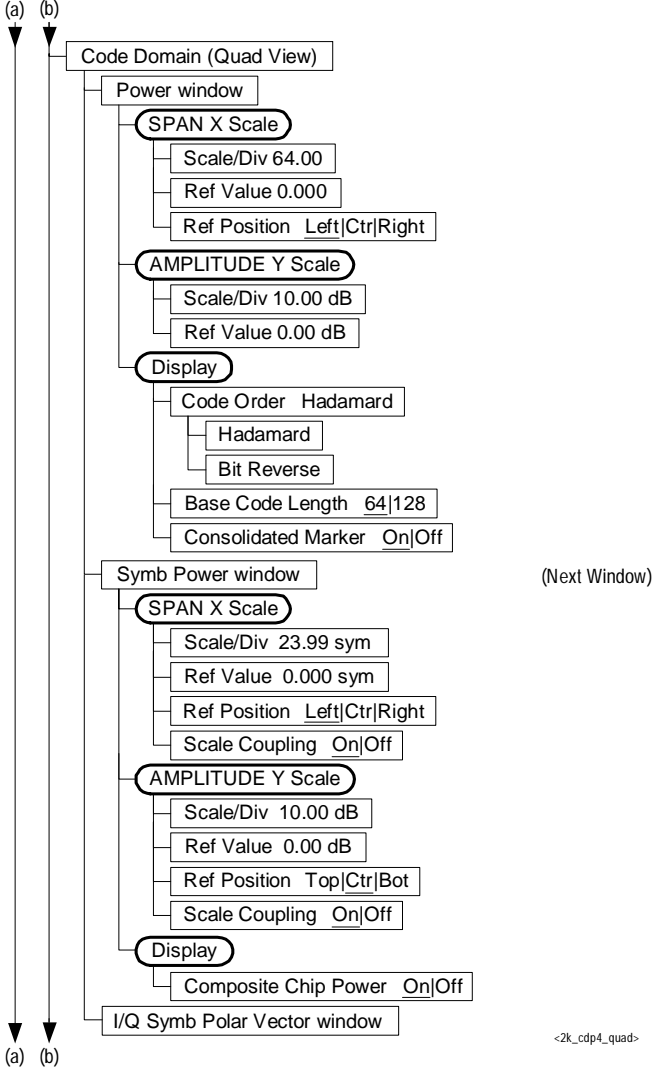 (a) (b)
Code Domain (Quad View)
Power window
SPAN X Scale
Scale/Div 64.00
Ref Value 0.000
Ref Position Left|Ctr|Right
AMPLITUDE Y Scale
Scale/Div 10.00 dB
Ref Value 0.00 dB
Display
Code Order Hadamard
Hadamard
Bit Reverse
Base Code Length 64|128
Consolidated Marker On|Off
Symb Power window (Next Window)
SPAN X Scale
Scale/Div 23.99 sym
Ref Value 0.000 sym
Ref Position Left|Ctr|Right
Scale Coupling On|Off
AMPLITUDE Y Scale
Scale/Div 10.00 dB
Ref Value 0.00 dB
Ref Position Top|Ctr|Bot
Scale Coupling On|Off
Display
Composite Chip Power On|Off
I/Q Symb Polar Vector window
<2k_cdp4_quad>
(a) (b)